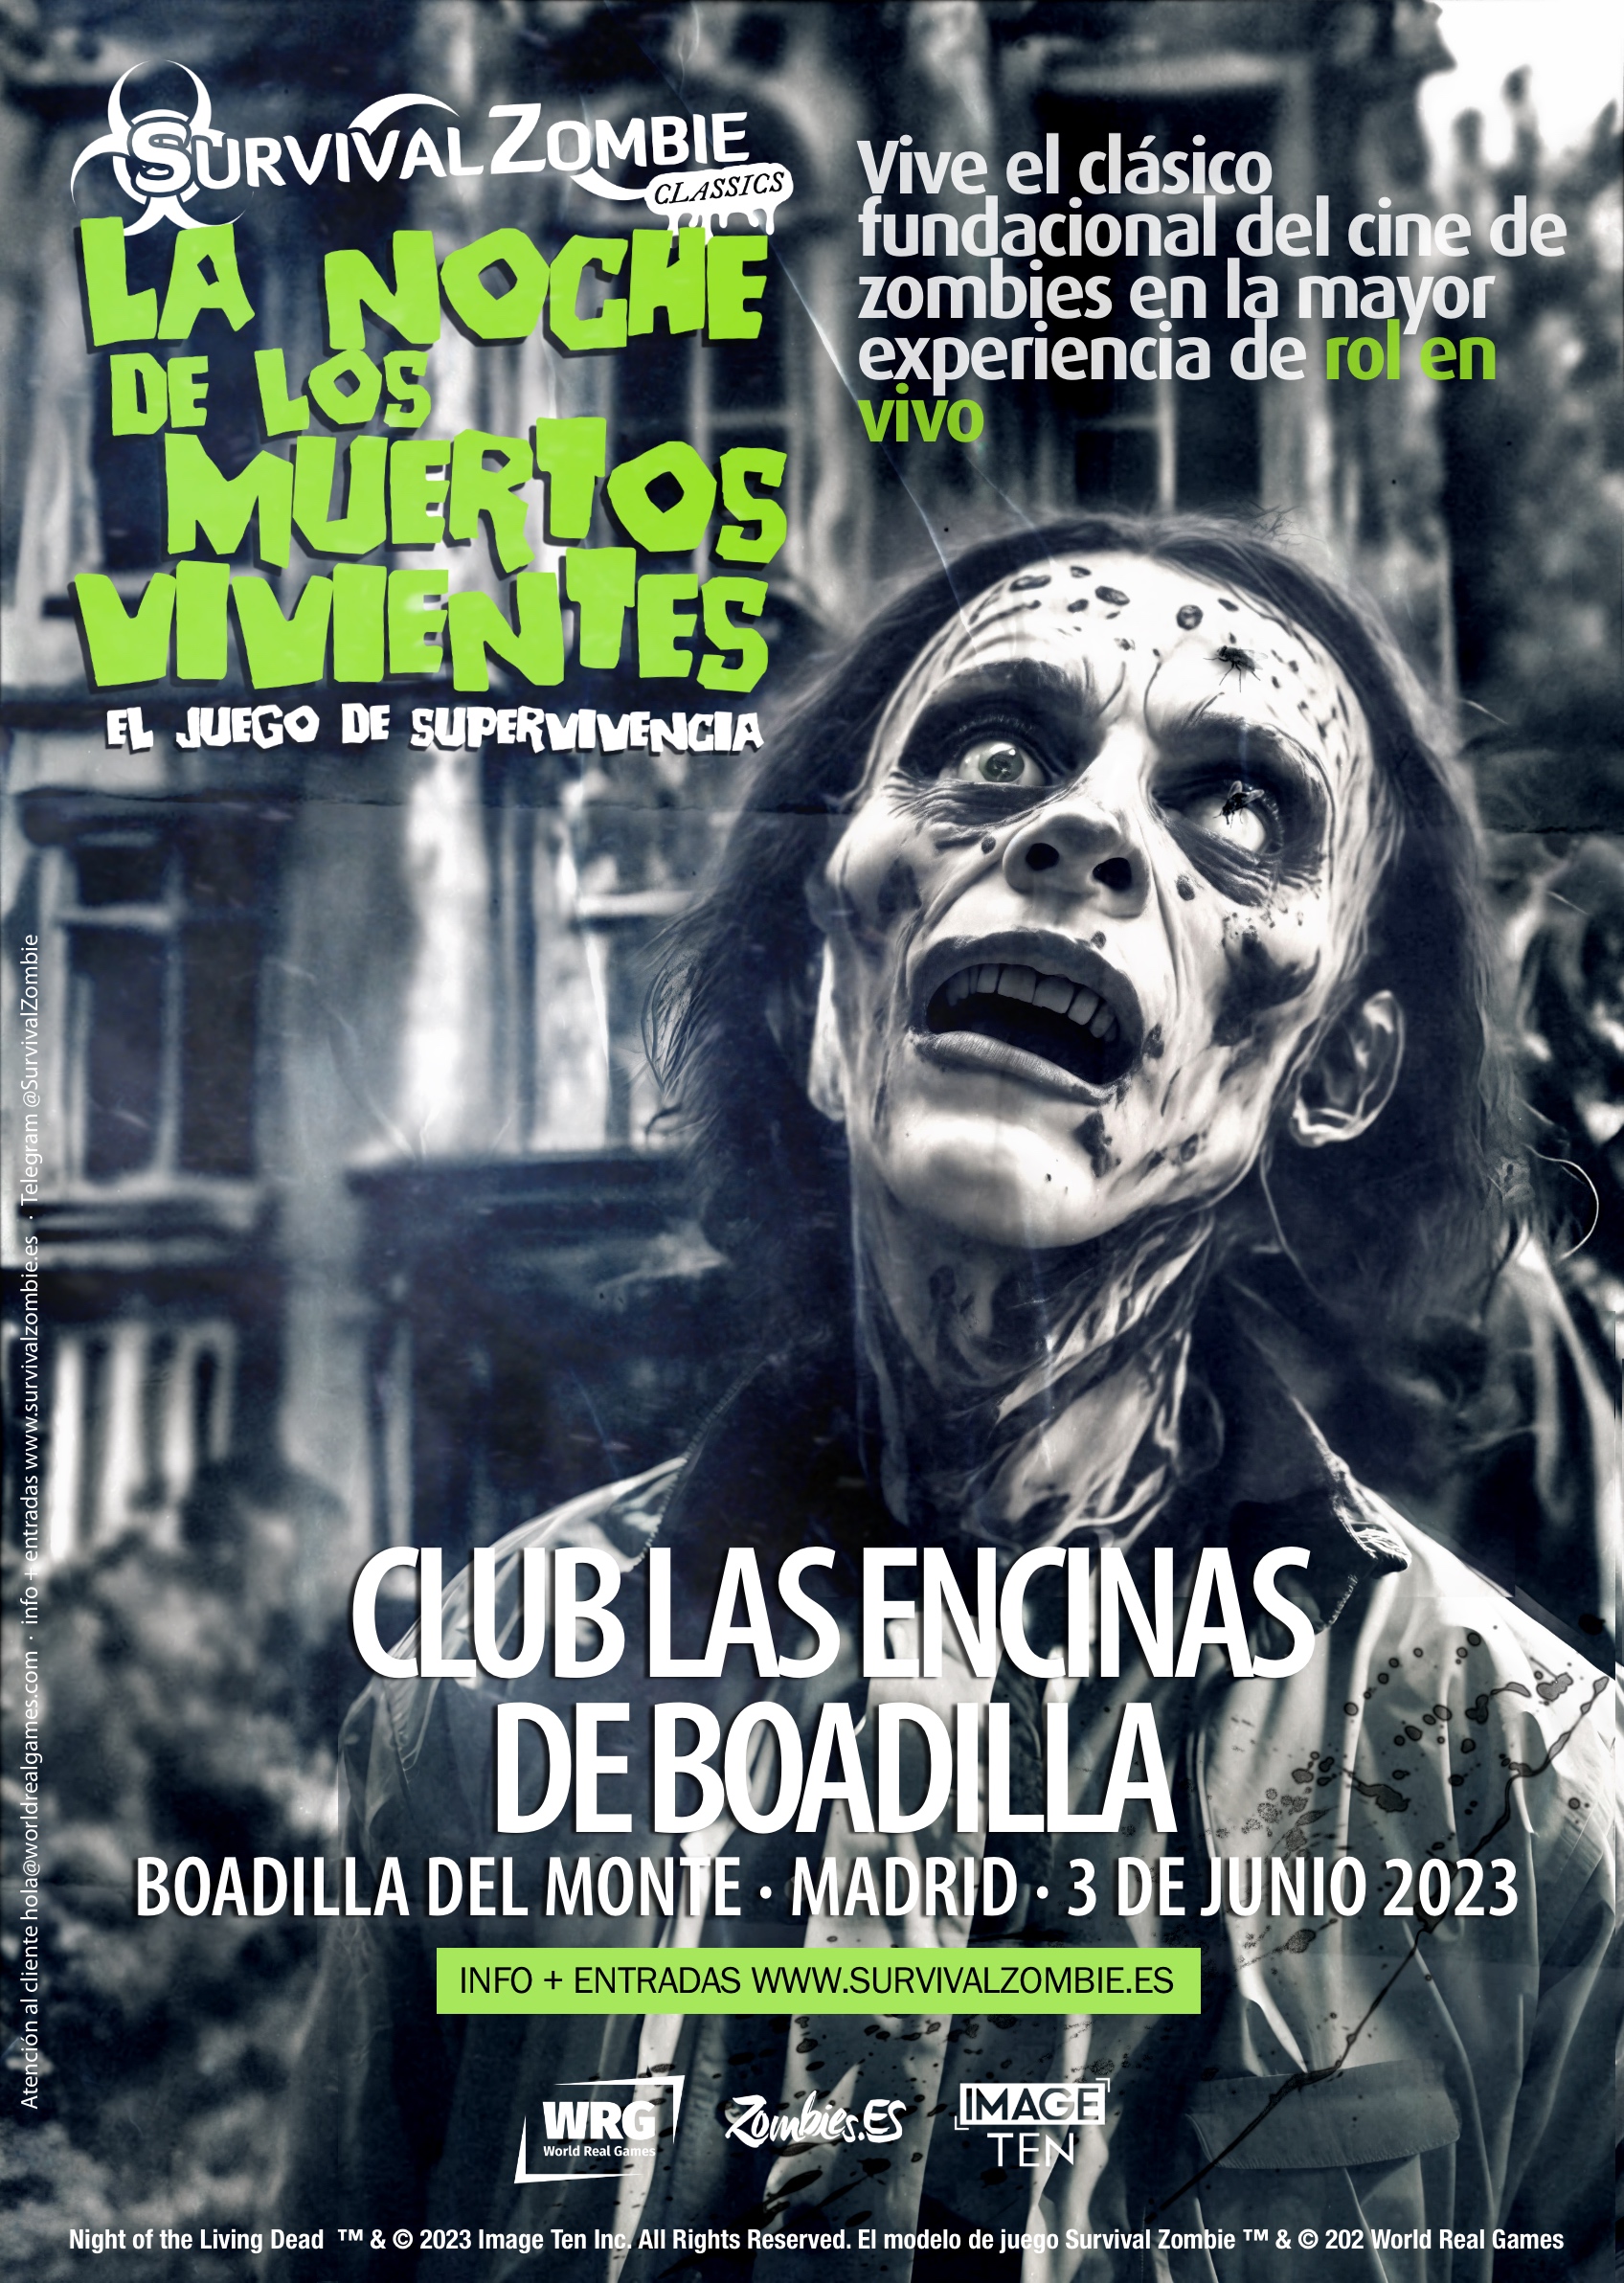 SURVIVAL ZOMBIE
CLASSICS
LA NOCHE
DE LOS
MUERTOS
VIVIENTES
EL JUEGO DE SUPERVIVENCIA
Vive el clásico
fundacional del cine de
zombies en la mayor
experiencia de rol en
vivo
Atención al cliente hola@worldrealgames.com · info + entradas www.survivalzombie.es · Telegram @SurvivalZombie
CLUB LAS ENCINAS
DE BOADILLA
BOADILLA DEL MONTE · MADRID · 3 DE JUNIO 2023
INFO + ENTRADAS WWW.SURVIVALZOMBIE.ES
WRG
World Real Games
Zombies.ES
IMAGE
TEN
Night of the Living Dead ™ & © 2023 Image Ten Inc. All Rights Reserved. El modelo de juego Survival Zombie ™ & © 202 World Real Games